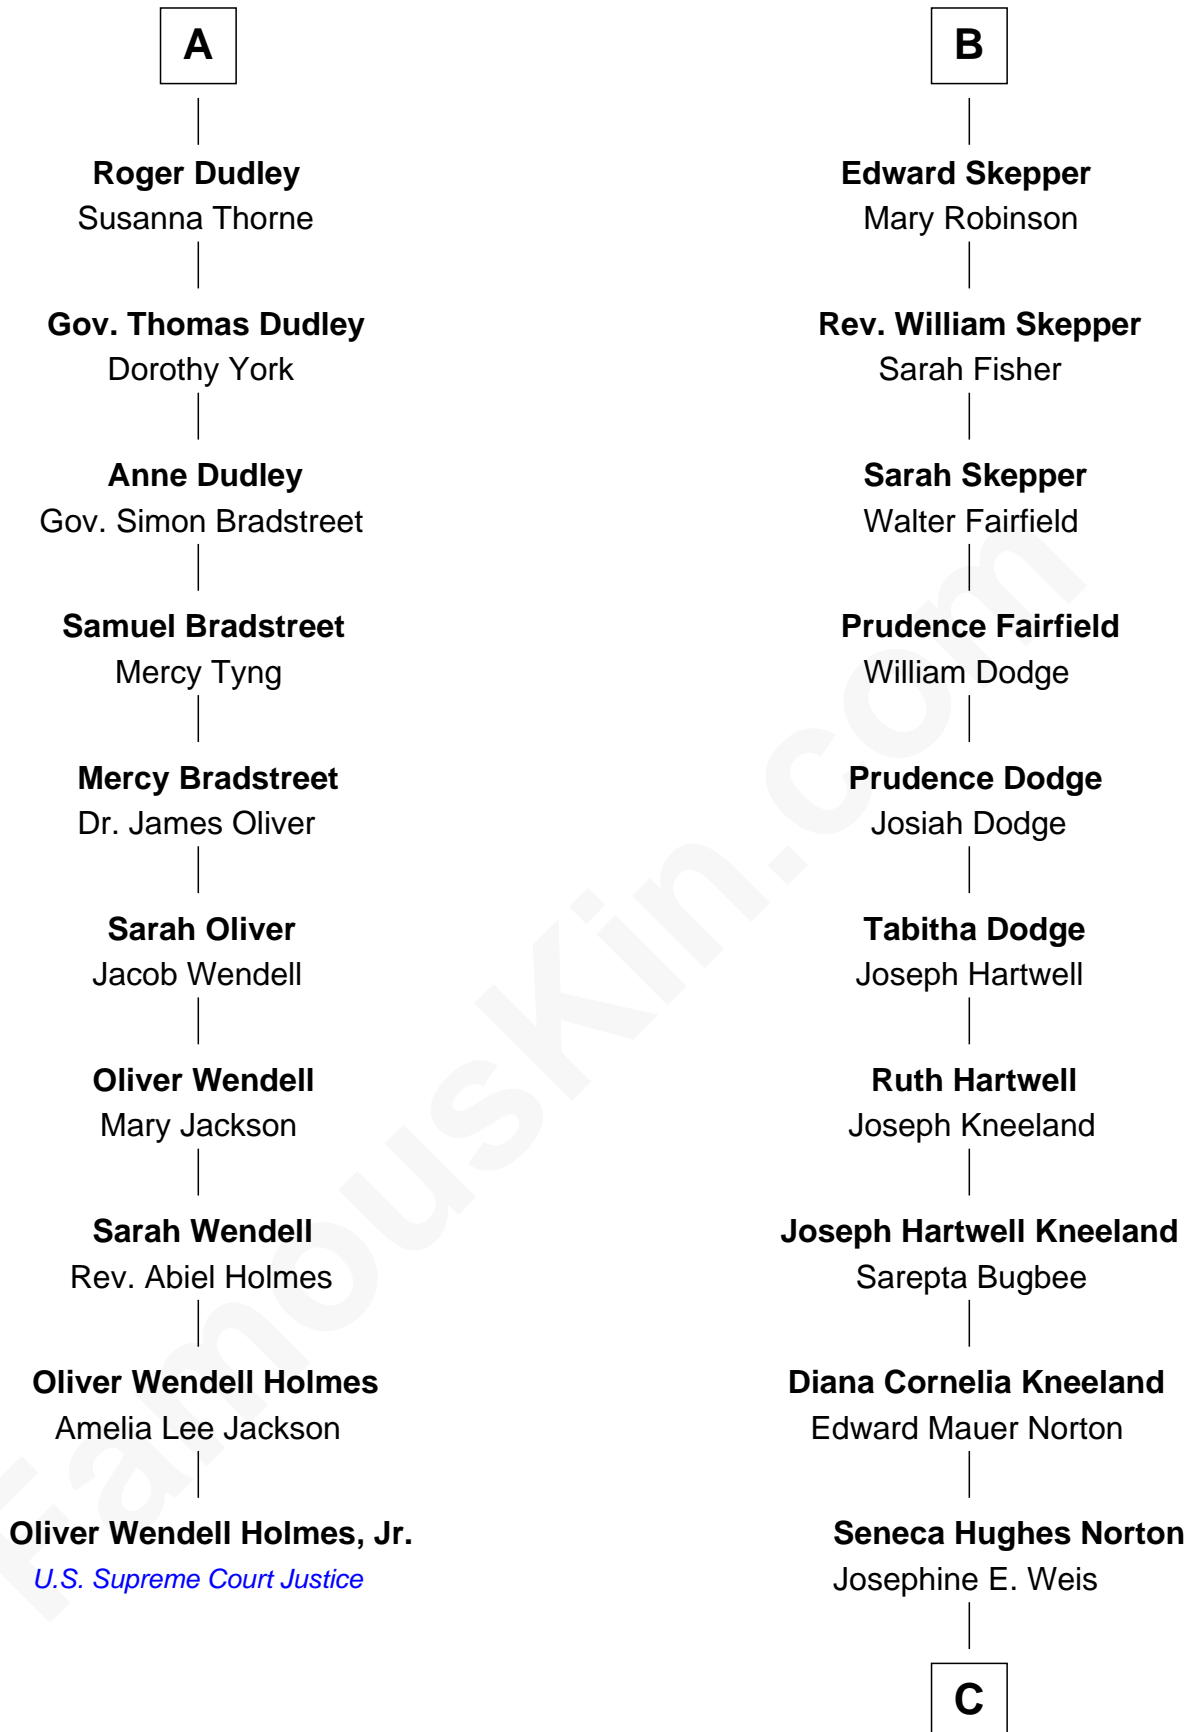 A
Roger Dudley
Susanna Thorne
Gov. Thomas Dudley
Dorothy York
Anne Dudley
Gov. Simon Bradstreet
Samuel Bradstreet
Mercy Tyng
Mercy Bradstreet
Dr. James Oliver
Sarah Oliver
Jacob Wendell
Oliver Wendell
Mary Jackson
Sarah Wendell
Rev. Abiel Holmes
Oliver Wendell Holmes
Amelia Lee Jackson
Oliver Wendell Holmes, Jr.
U.S. Supreme Court Justice
B
Edward Skepper
Mary Robinson
Rev. William Skepper
Sarah Fisher
Sarah Skepper
Walter Fairfield
Prudence Fairfield
William Dodge
Prudence Dodge
Josiah Dodge
Tabitha Dodge
Joseph Hartwell
Ruth Hartwell
Joseph Kneeland
Joseph Hartwell Kneeland
Sarepta Bugbee
Diana Cornelia Kneeland
Edward Mauer Norton
Seneca Hughes Norton
Josephine E. Weis
C
FamousKin.com